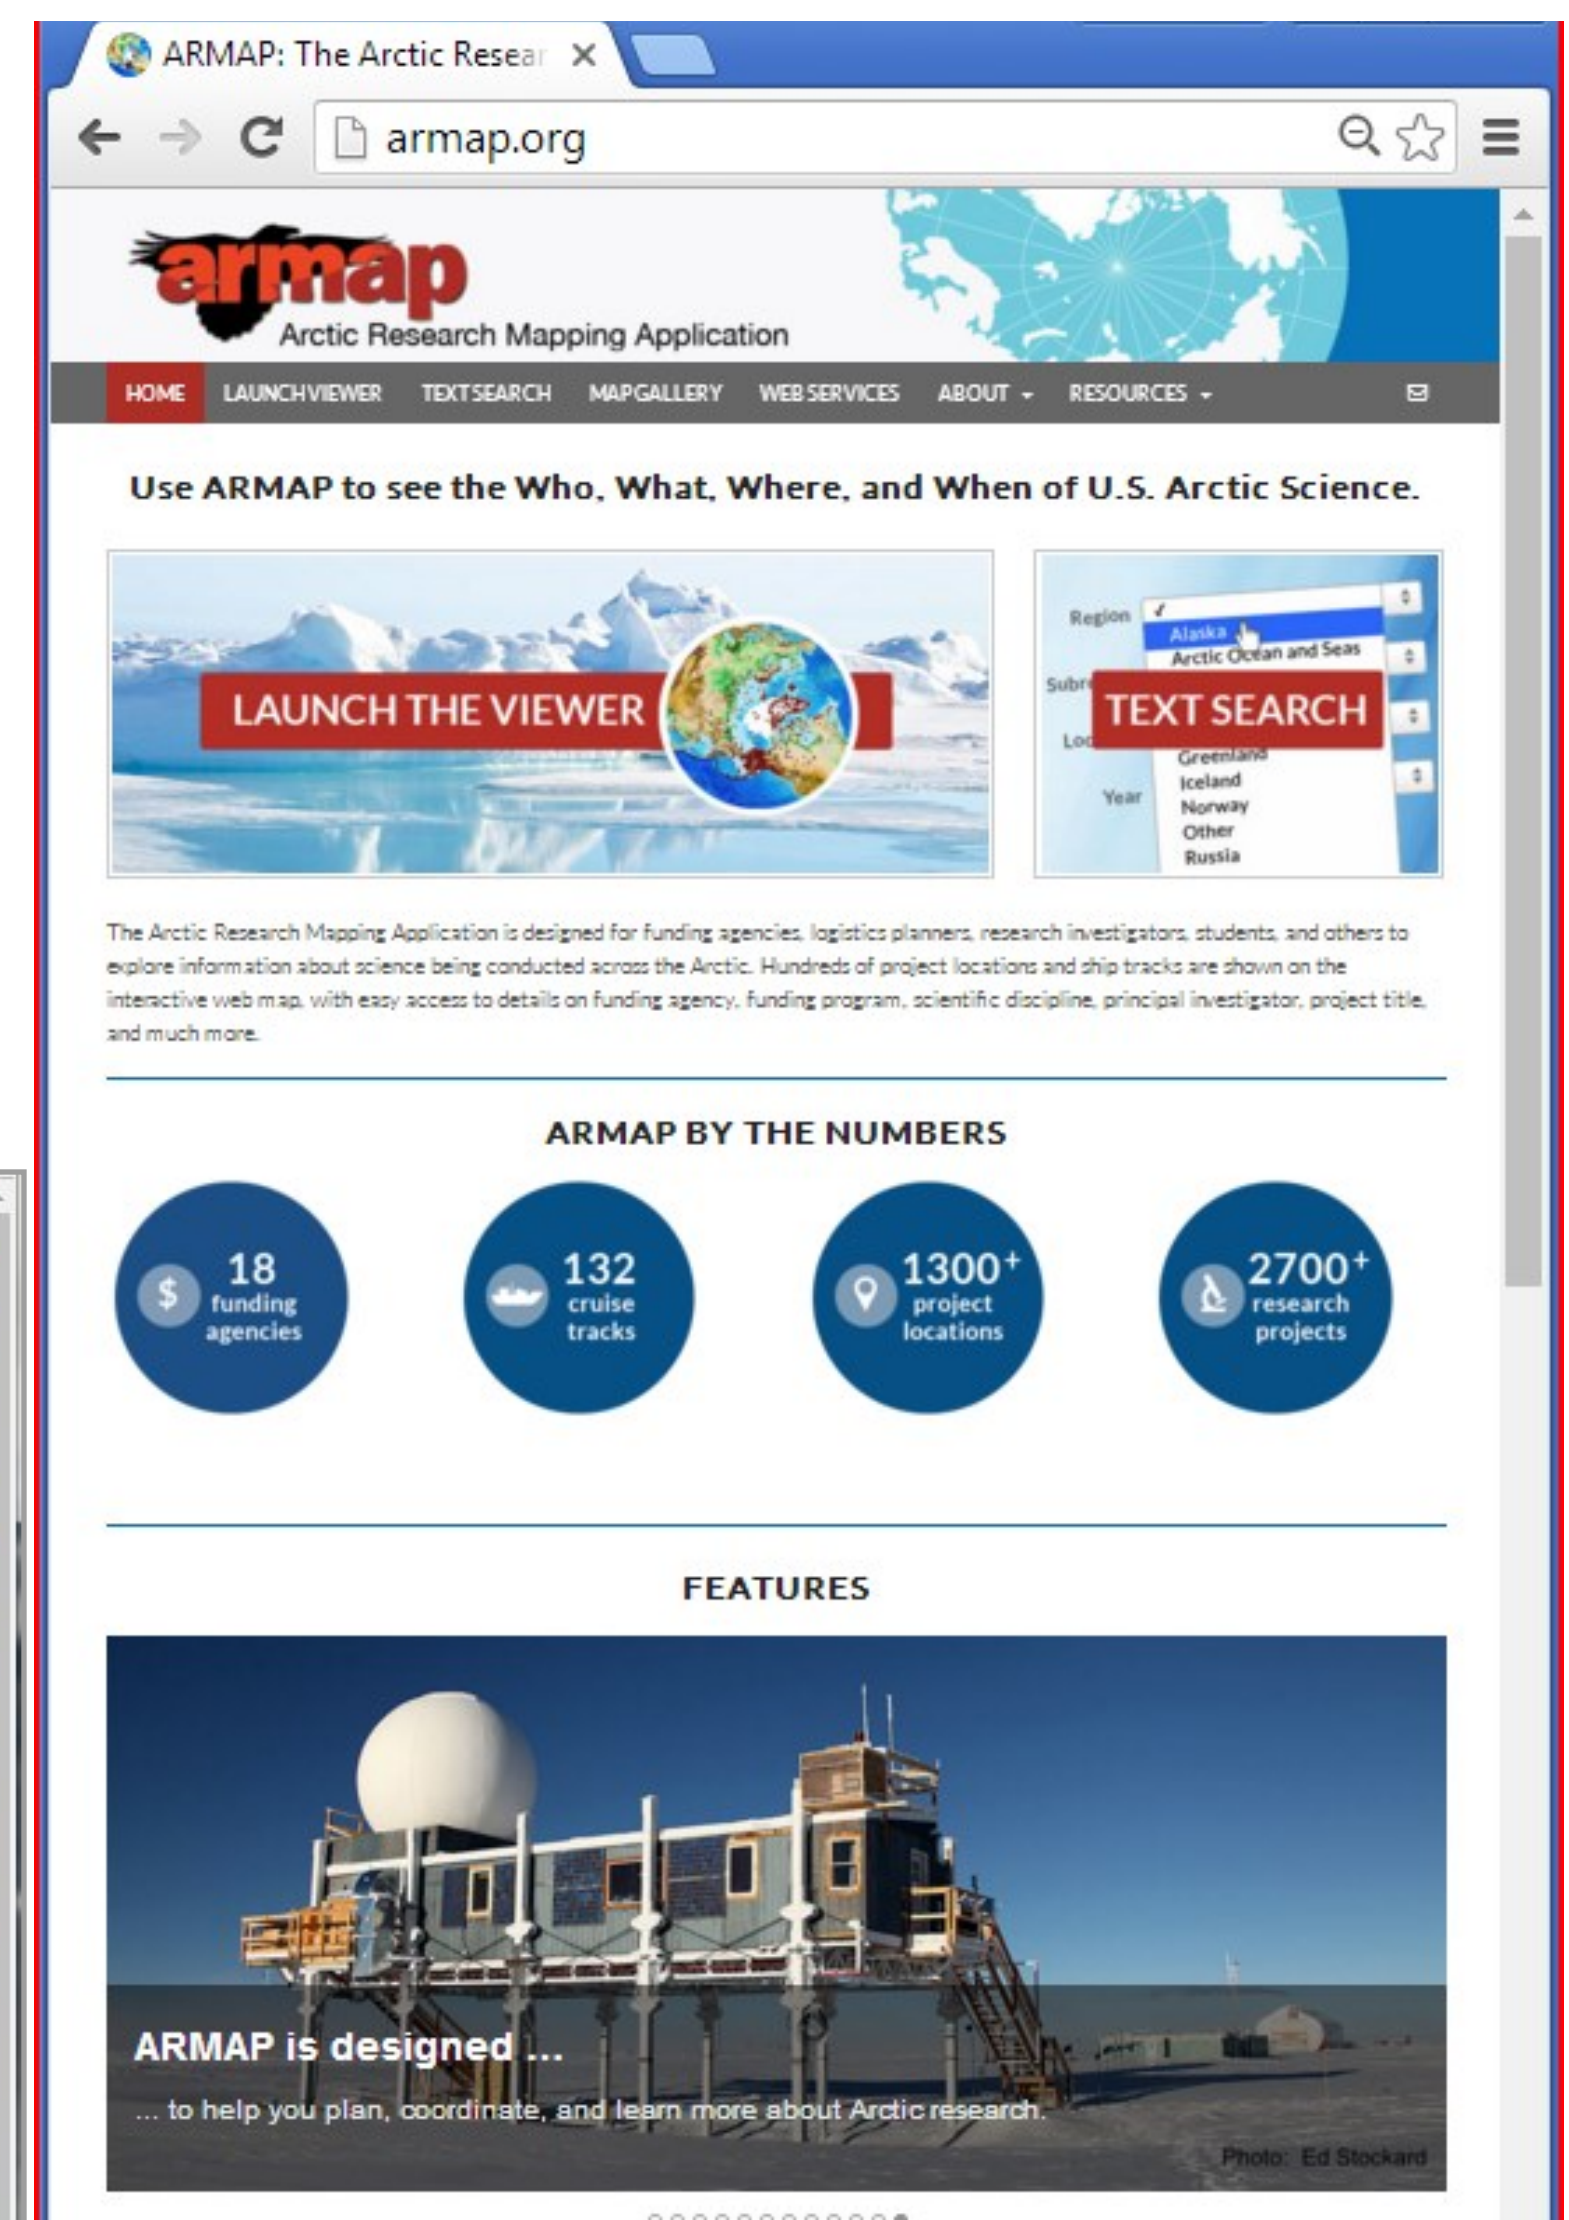 ARMAP: The Arctic Resear
armap.org
armap
Arctic Research Mapping Application
HOME LAUNCH VIEWER TEXT SEARCH MAP GALLERY WEB SERVICES ABOUT RESOURCES
Use ARMAP to see the Who, What, Where, and When of U.S. Arctic Science.
LAUNCH THE VIEWER
Region
Alaska
Arctic Ocean and Seas
Subr
TEXT SEARCH
Loc
Greenland
Iceland
Year
Norway
Other
Russia
The Arctic Research Mapping Application is designed for funding agencies, logistics planners, research investigators, students, and others to
explore information about science being conducted across the Arctic. Hundreds of project locations and ship tracks are shown on the
interactive web map, with easy access to details on funding agency, funding program, scientific discipline, principal investigator, project title,
and much more.
ARMAP BY THE NUMBERS
$ 18
funding
agencies
132
cruise
tracks
1300+
project
locations
2700+
research
projects
FEATURES
ARMAP is designed ...
... to help you plan, coordinate, and learn more about Arctic research.
Photo: Ed Stockard